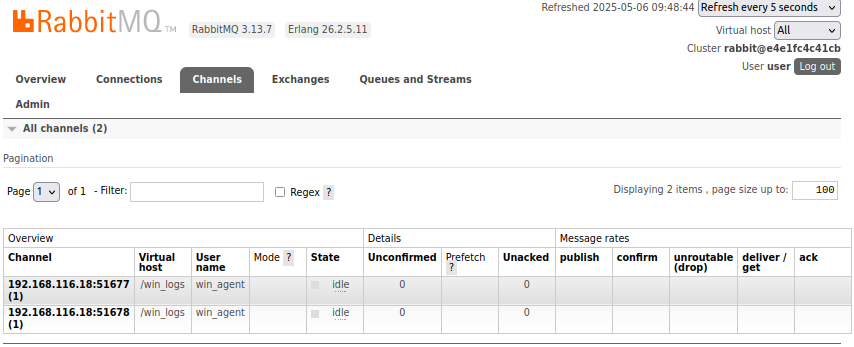 RabbitMQ TM RabbitMQ 3.13.7 Erlang 26.2.5.11
Refreshed 2025-05-06 09:48:44 Refresh every 5 seconds
Virtual host All
Cluster rabbit@e4e1fc4c41cb
User user Log out
Overview Connections Channels Exchanges Queues and Streams
Admin
All channels (2)
Pagination
Page 1 of 1 - Filter: Regex ? Displaying 2 items , page size up to: 100
Overview Details Message rates
Channel Virtual host User name Mode ? State Unconfirmed Prefetch ? Unacked publish confirm unroutable (drop) deliver / get ack
192.168.116.18:51677 (1) /win_logs win_agent idle 0 0
192.168.116.18:51678 (1) /win_logs win_agent idle 0 0